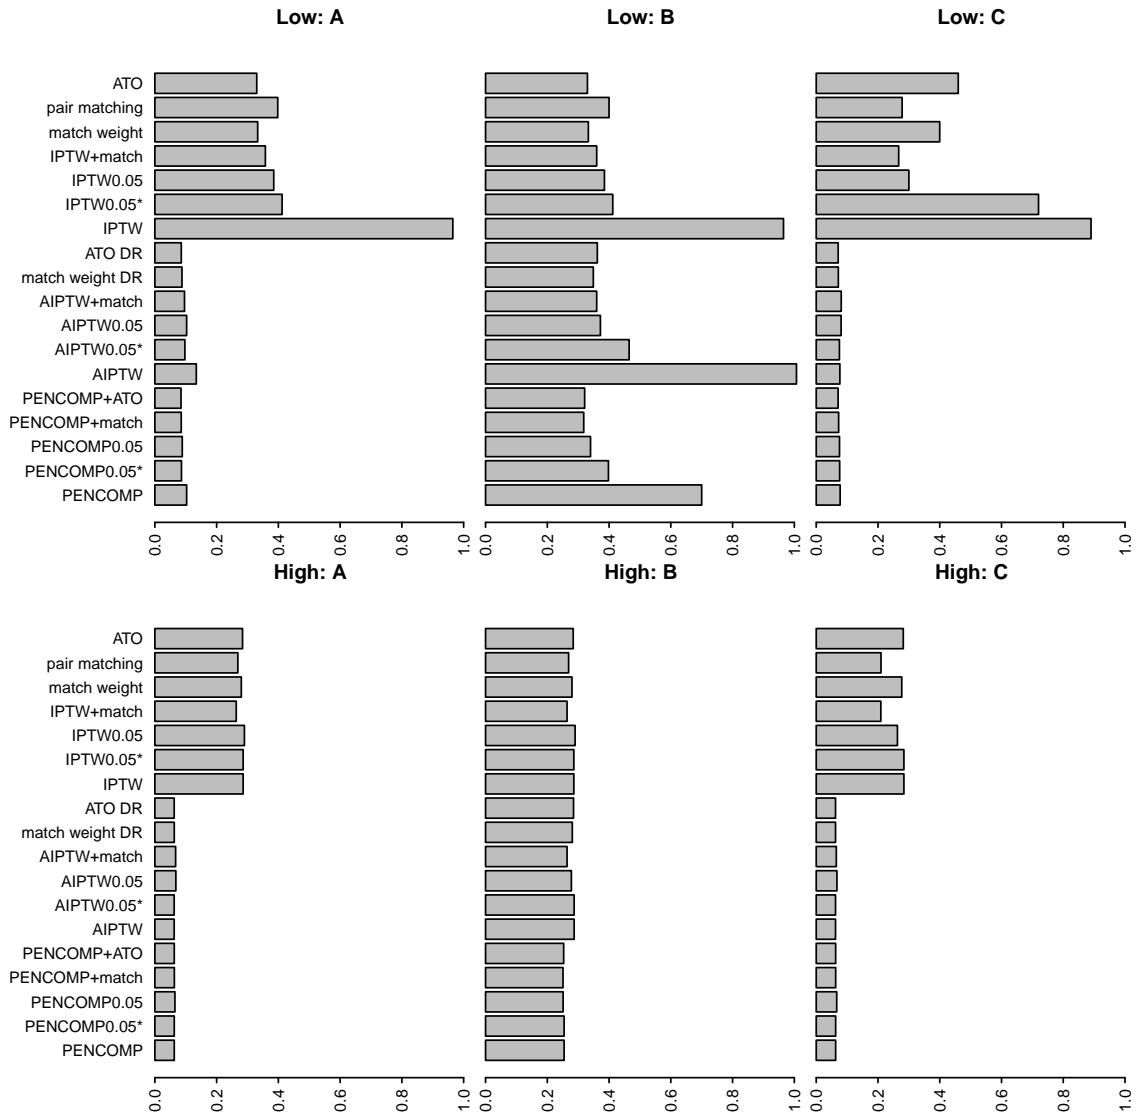 Low: A Low: B Low: C
ATO
pair matching
match weight
IPTW+match
IPTW0.05
IPTW0.05*
IPTW
ATO DR
match weight DR
AIPTW+match
AIPTW0.05
AIPTW0.05*
AIPTW
PENCOMP+ATO
PENCOMP+match
PENCOMP0.05
PENCOMP0.05*
PENCOMP
0.0 0.2 0.4 0.6 0.8 1.0 0.0 0.2 0.4 0.6 0.8 1.0 0.0 0.2 0.4 0.6 0.8 1.0
High: A High: B High: C
ATO
pair matching
match weight
IPTW+match
IPTW0.05
IPTW0.05*
IPTW
ATO DR
match weight DR
AIPTW+match
AIPTW0.05
AIPTW0.05*
AIPTW
PENCOMP+ATO
PENCOMP+match
PENCOMP0.05
PENCOMP0.05*
PENCOMP
0.0 0.2 0.4 0.6 0.8 1.0 0.0 0.2 0.4 0.6 0.8 1.0 0.0 0.2 0.4 0.6 0.8 1.0